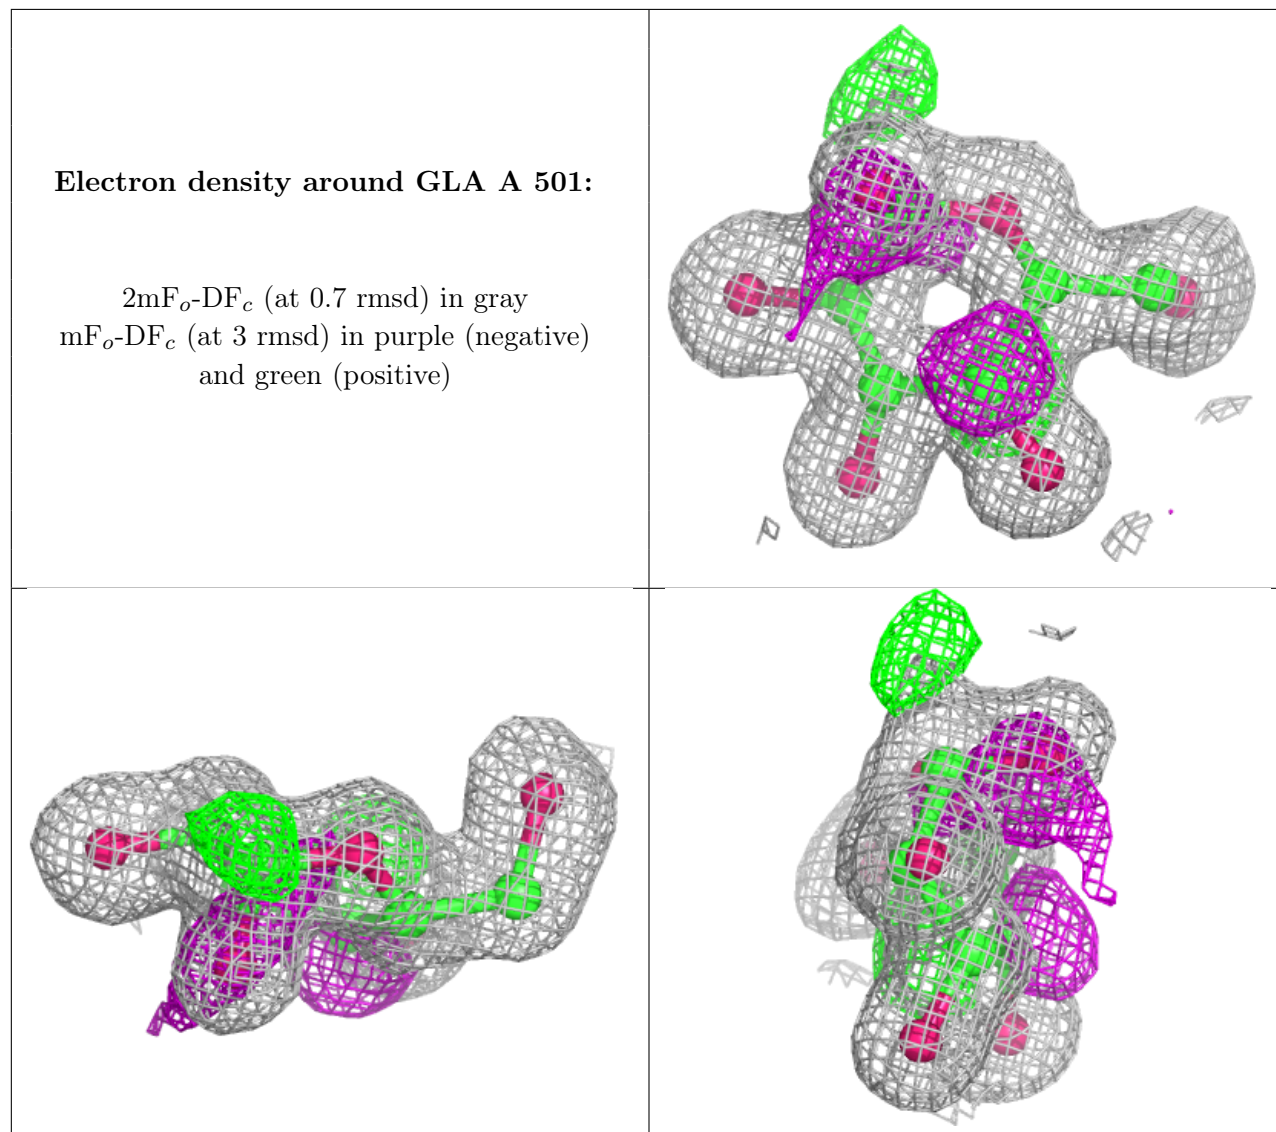 Electron density around GLA A 501:
2mFo-DFc (at 0.7 rmsd) in gray
mFo-DFc (at 3 rmsd) in purple (negative)
and green (positive)